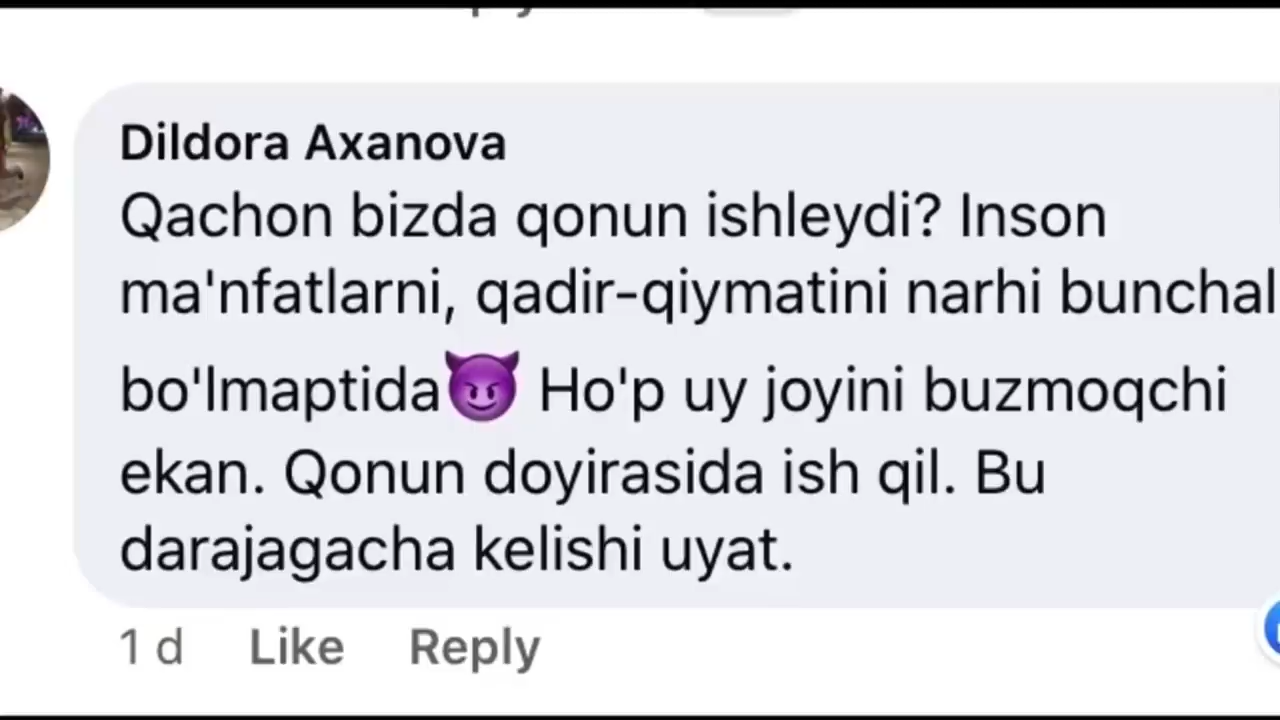 Dildora Axanova
Qachon bizda qonun ishleydi? Inson
ma'nfatlarni, qadir-qiymatini narhi
bo'lmaptida😈 Ho'p uy joyini buzmoqchi
ekan. Qonun doyirasida ish qil. Bu
darajagacha kelishi uyat.
1 d Like Reply